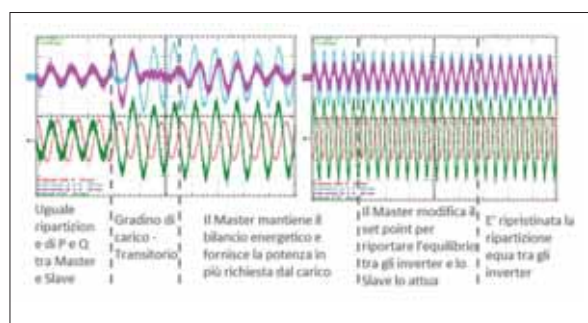 Uguale
ripartizion
e di P e Q
tra Master
e Slave
Gradino di
carico -
Transitorio
Il Master mantiene il
bilancio energetico e
fornisce la potenza in
più richiesta dal carico
Il Master modifica il
set point per
riportare l'equilibrio
tra gli inverter e lo
Slave lo attua
E' ripristinata la
ripartizione
equa tra gli
inverter